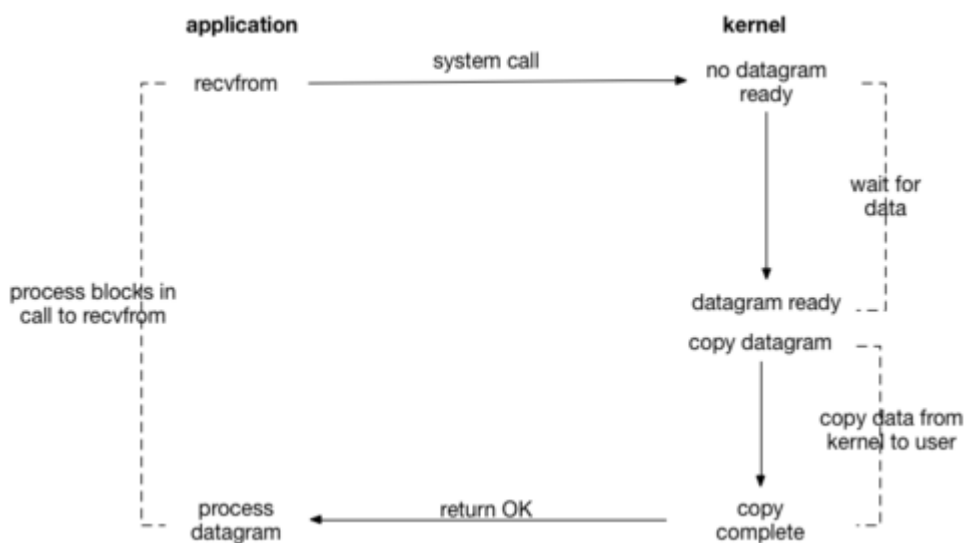 application
kernel
system call
recvfrom
no datagram
ready
wait for
data
process blocks in
call to recvfrom
datagram ready
copy datagram
copy data from
kernel to user
process
datagram
return OK
copy
complete